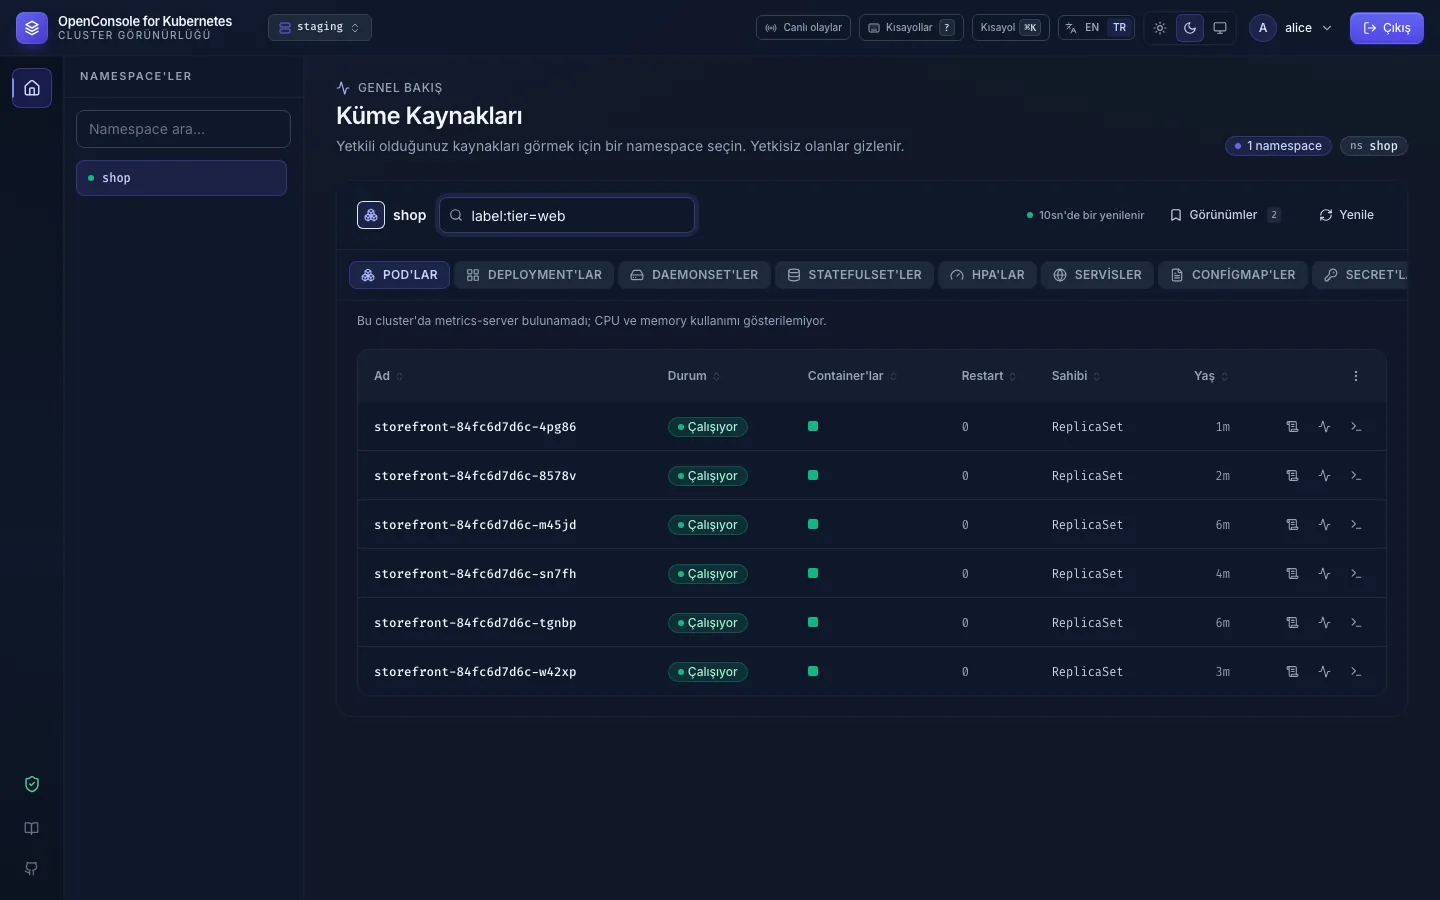 OpenConsole for Kubernetes
CLUSTER GÖRÜNÜRLÜĞÜ
staging
Canlı olaylar
Kısayollar ?
Kısayol ⌘K
EN TR
A alice
Çıkış
NAMESPACE'LER
Namespace ara...
shop
GENEL BAKIŞ
Küme Kaynakları
Yetkili olduğunuz kaynakları görmek için bir namespace seçin. Yetkisiz olanlar gizlenir.
1 namespace
ns shop
shop
label:tier=web
10sn'de bir yenilenir
Görünümler 2
Yenile
POD'LAR
DEPLOYMENT'LAR
DAEMONSET'LER
STATEFULSET'LER
HPA'LAR
SERVİSLER
CONFİGMAP'LER
SECRET'L
Bu cluster'da metrics-server bulunamadı; CPU ve memory kullanımı gösterilemiyor.
Ad Durum Container'lar Restart Sahibi Yaş
storefront-84fc6d7d6c-4pg86 Çalışıyor 0 ReplicaSet 1m
storefront-84fc6d7d6c-8578v Çalışıyor 0 ReplicaSet 2m
storefront-84fc6d7d6c-m45jd Çalışıyor 0 ReplicaSet 6m
storefront-84fc6d7d6c-sn7fh Çalışıyor 0 ReplicaSet 4m
storefront-84fc6d7d6c-tgnbp Çalışıyor 0 ReplicaSet 6m
storefront-84fc6d7d6c-w42xp Çalışıyor 0 ReplicaSet 3m